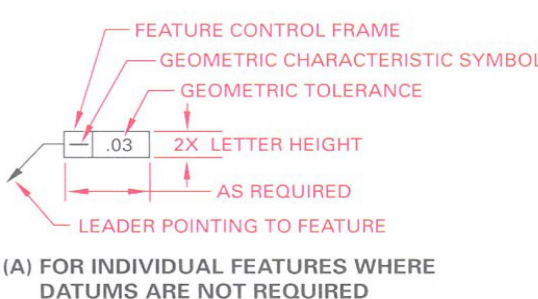 FEATURE CONTROL FRAME
GEOMETRIC CHARACTERISTIC SYMBOL
GEOMETRIC TOLERANCE
.03
2X LETTER HEIGHT
AS REQUIRED
LEADER POINTING TO FEATURE
(A) FOR INDIVIDUAL FEATURES WHERE
DATUMS ARE NOT REQUIRED